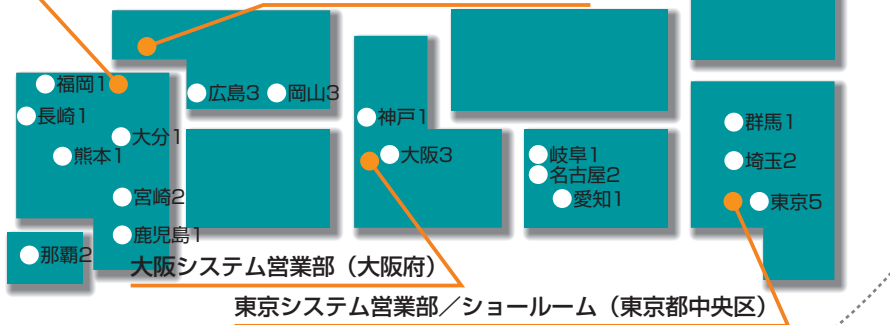 福岡1
長崎1
大分1
熊本1
宮崎2
鹿児島1
那覇2
広島3
岡山3
神戸1
大阪3
岐阜1
名古屋2
愛知1
群馬1
埼玉2
東京5
大阪システム営業部（大阪府）
東京システム営業部／ショールーム（東京都中央区）